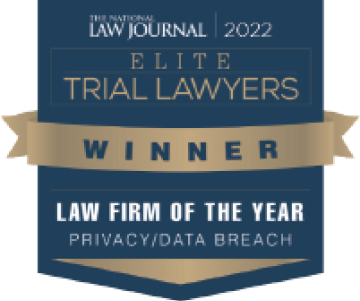 THE NATIONAL
LAW JOURNAL | 2022
ELITE
TRIAL LAWYERS
WINNER
LAW FIRM OF THE YEAR
PRIVACY/DATA BREACH